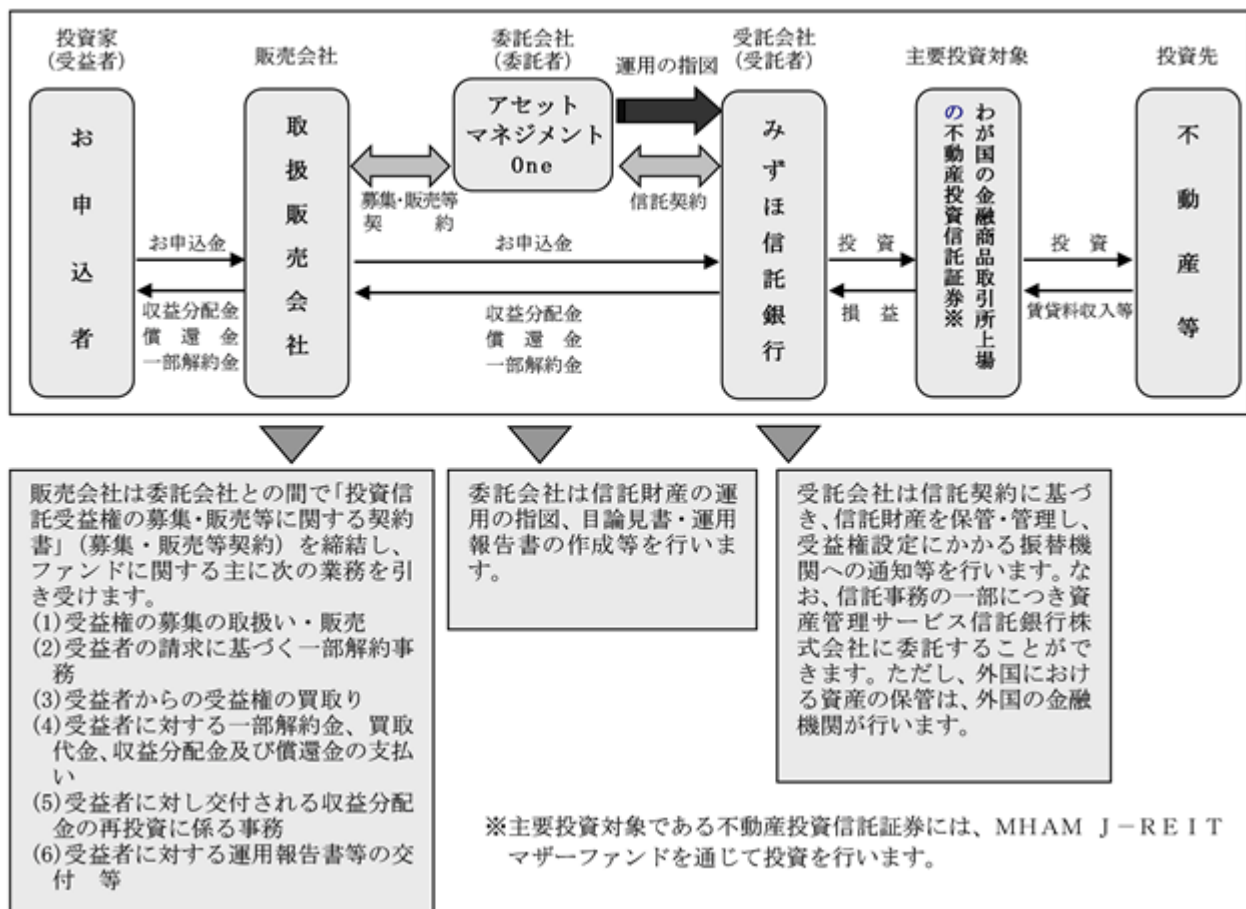 投資家
(受益者)
販売会社
委託会社
(委託者)
運用の指図
受託会社
(受託者)
主要投資対象
投資先
お申込者
取扱販売会社
アセット
マネジメント
One
みずほ信託銀行
わが国の金融商品取引所上場
の不動産投資信託証券※
不動産等
募集・販売等
契約
信託契約
お申込金
収益分配金
償還金
一部解約金
お申込金
収益分配金
償還金
一部解約金
投資
損益
投資
賃貸料収入等
販売会社は委託会社との間で「投資信
託受益権の募集・販売等に関する契約
書」（募集・販売等契約）を締結し、
ファンドに関する主に次の業務を引
き受けます。
(1)受益権の募集の取扱い・販売
(2)受益者の請求に基づく一部解約事
務
(3)受益者からの受益権の買取り
(4)受益者に対する一部解約金、買取
代金、収益分配金及び償還金の支払
い
(5)受益者に対し交付される収益分配
金の再投資に係る事務
(6)受益者に対する運用報告書等の交
付　等
委託会社は信託財産の運
用の指図、目論見書・運用
報告書の作成等を行いま
す。
受託会社は信託契約に基づ
き、信託財産を保管・管理し、
受益権設定にかかる振替機
関への通知等を行います。な
お、信託事務の一部につき資
産管理サービス信託銀行株
式会社に委託することがで
きます。ただし、外国におけ
る資産の保管は、外国の金融
機関が行います。
※主要投資対象である不動産投資信託証券には、ＭＨＡＭ　Ｊ－ＲＥＩＴ
マザーファンドを通じて投資を行います。